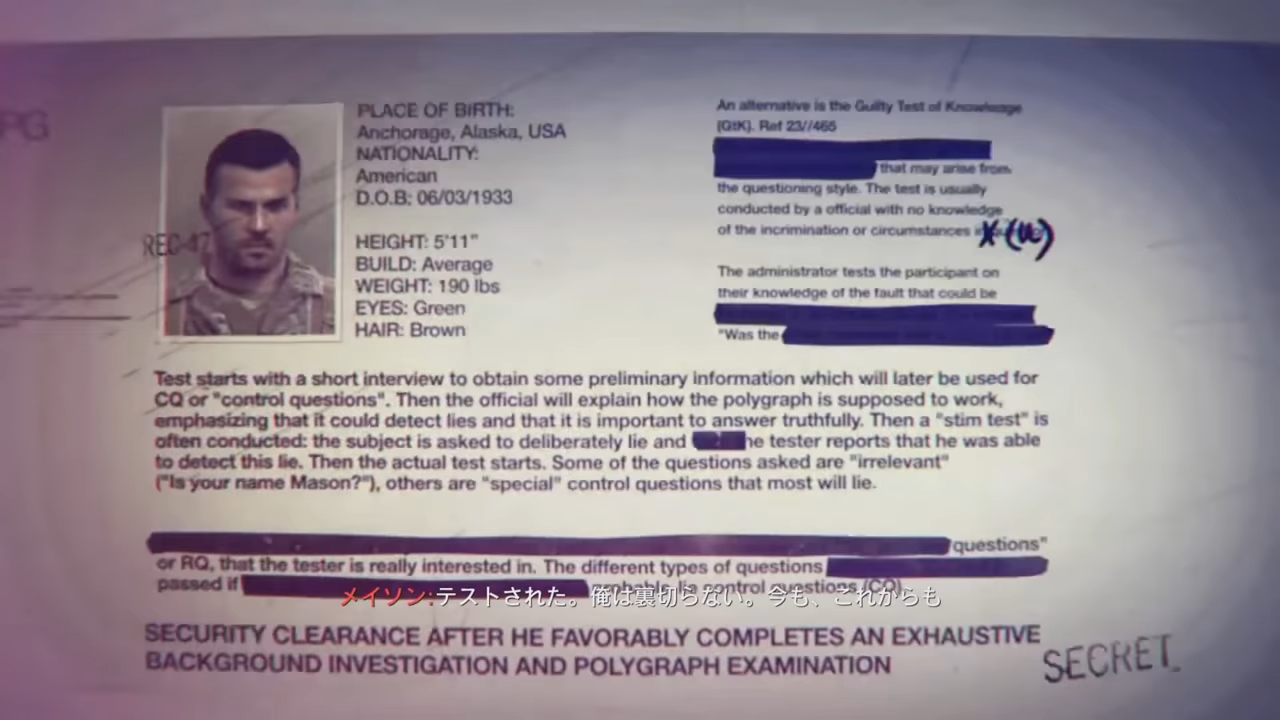 PG
REC-47
PLACE OF BIRTH:
Anchorage, Alaska, USA
NATIONALITY:
American
D.O.B: 06/03/1933
HEIGHT: 5'11"
BUILD: Average
WEIGHT: 190 lbs
EYES: Green
HAIR: Brown
An alternative is the Guilty Test of Knowledge
(GtK). Ref 23//465
that may arise from
the questioning style. The test is usually
conducted by a official with no knowledge
of the incrimination or circumstances
The administrator tests the participant on
their knowledge of the fault that could be
"Was the
Test starts with a short interview to obtain some preliminary information which will later be used for
CQ or "control questions". Then the official will explain how the polygraph is supposed to work,
emphasizing that it could detect lies and that it is important to answer truthfully. Then a "stim test" is
often conducted: the subject is asked to deliberately lie and he tester reports that he was able
to detect this lie. Then the actual test starts. Some of the questions asked are "irrelevant"
("Is your name Mason?"), others are "special" control questions that most will lie.
questions"
or RQ, that the tester is really interested in. The different types of questions
passed if probable lie control questions (CQ)
メイソン:テストされた。俺は裏切らない。今も、これからも
SECURITY CLEARANCE AFTER HE FAVORABLY COMPLETES AN EXHAUSTIVE
BACKGROUND INVESTIGATION AND POLYGRAPH EXAMINATION
SECRET